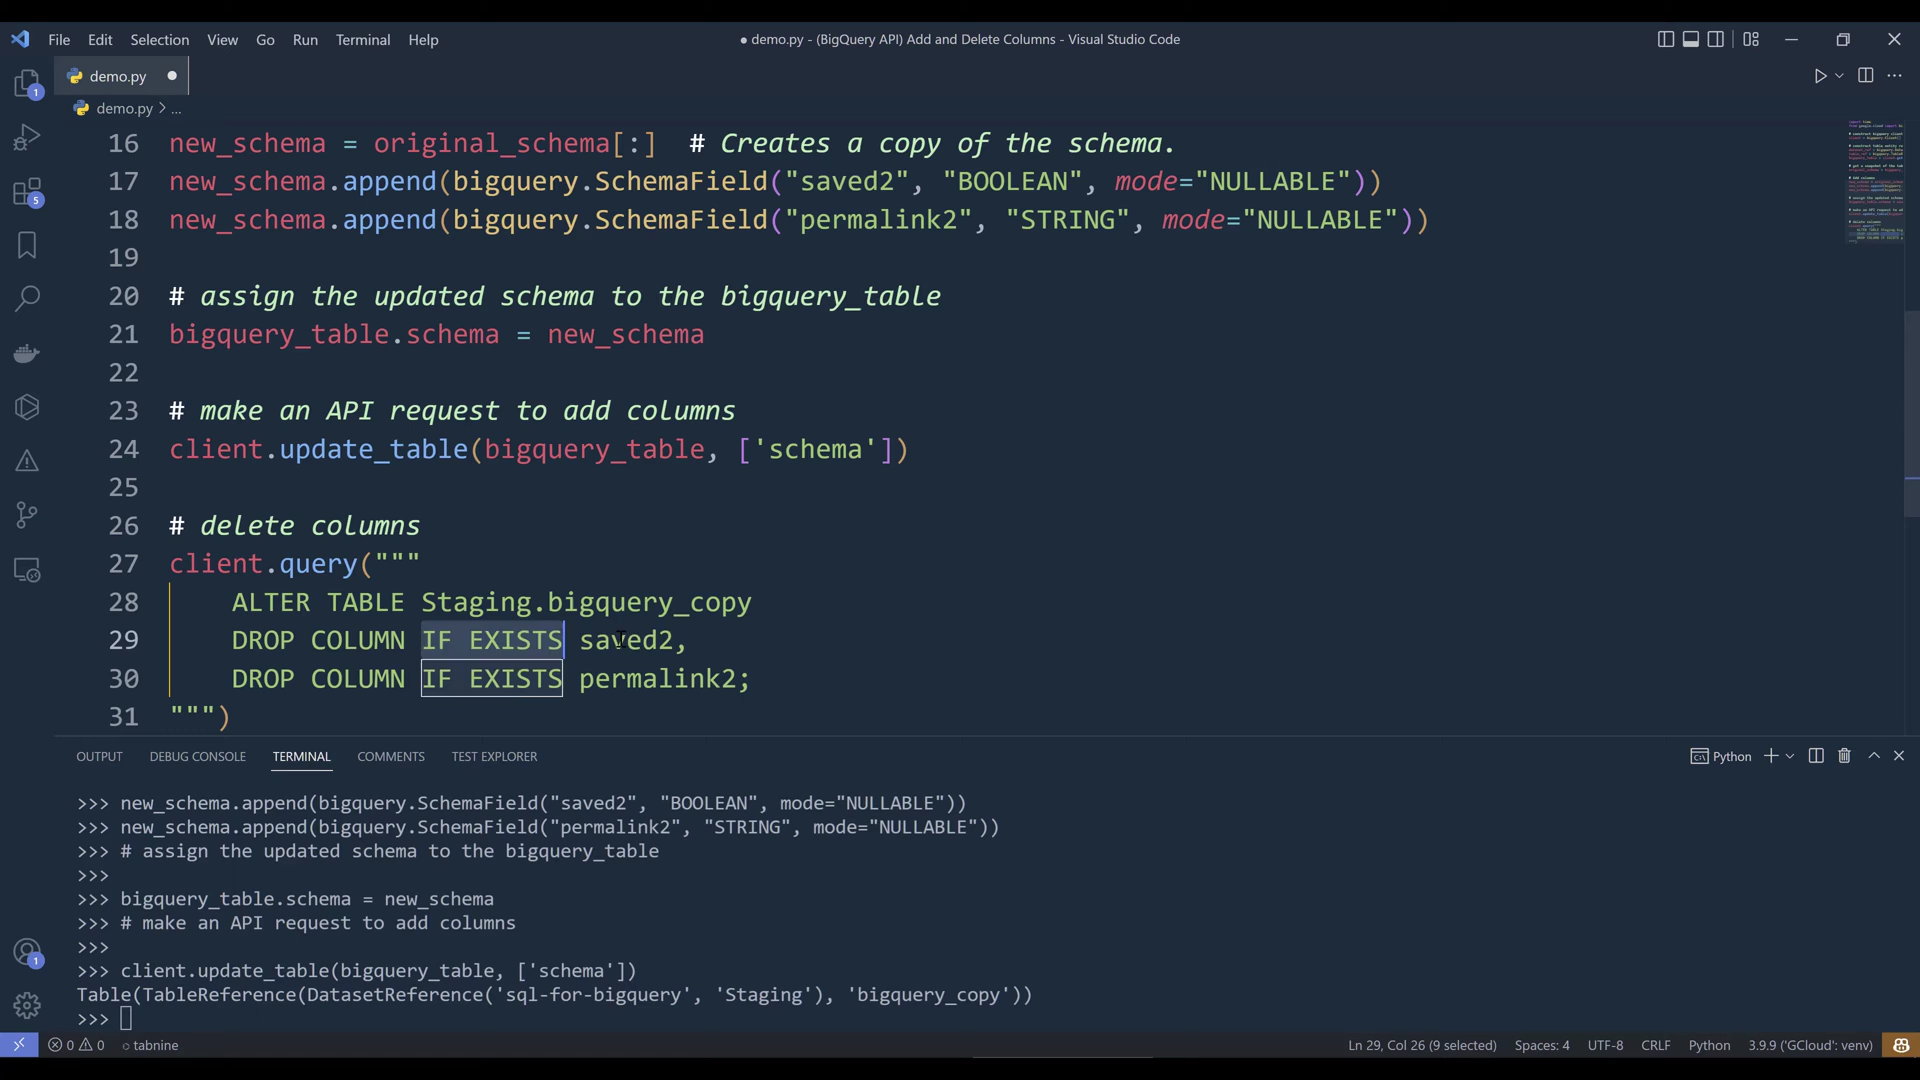 File Edit Selection View Go Run Terminal Help
● demo.py - (BigQuery API) Add and Delete Columns - Visual Studio Code
demo.py ●
demo.py > ...
16 new_schema = original_schema[:]  # Creates a copy of the schema.
17 new_schema.append(bigquery.SchemaField("saved2", "BOOLEAN", mode="NULLABLE"))
18 new_schema.append(bigquery.SchemaField("permalink2", "STRING", mode="NULLABLE"))
19
20 # assign the updated schema to the bigquery_table
21 bigquery_table.schema = new_schema
22
23 # make an API request to add columns
24 client.update_table(bigquery_table, ['schema'])
25
26 # delete columns
27 client.query("""
28     ALTER TABLE Staging.bigquery_copy
29     DROP COLUMN IF EXISTS saved2,
30     DROP COLUMN IF EXISTS permalink2;
31 """)
1
5
OUTPUT DEBUG CONSOLE TERMINAL COMMENTS TEST EXPLORER
Python
>>> new_schema.append(bigquery.SchemaField("saved2", "BOOLEAN", mode="NULLABLE"))
>>> new_schema.append(bigquery.SchemaField("permalink2", "STRING", mode="NULLABLE"))
>>> # assign the updated schema to the bigquery_table
>>>
>>> bigquery_table.schema = new_schema
>>> # make an API request to add columns
>>>
>>> client.update_table(bigquery_table, ['schema'])
Table(TableReference(DatasetReference('sql-for-bigquery', 'Staging'), 'bigquery_copy'))
>>>
1
0 0 tabnine Ln 29, Col 26 (9 selected) Spaces: 4 UTF-8 CRLF Python 3.9.9 ('GCloud': venv)